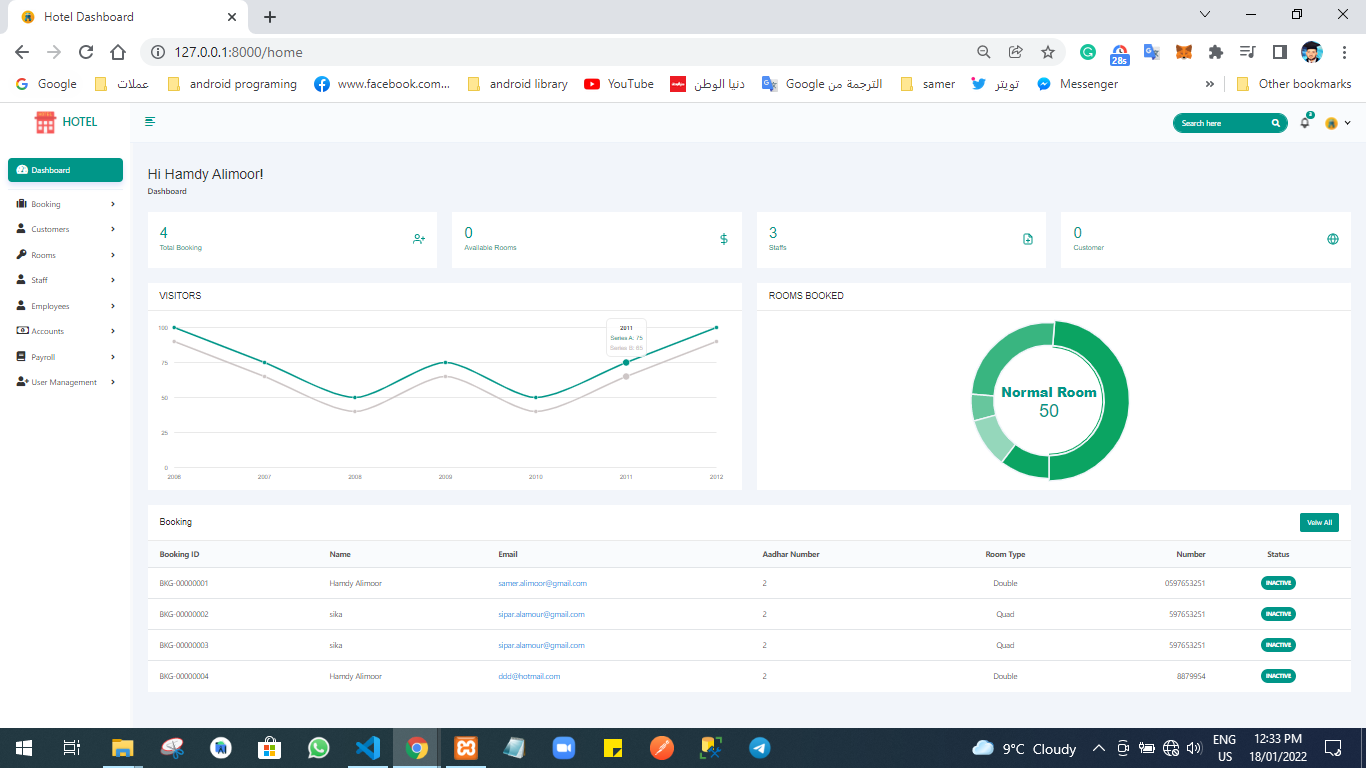 Hotel Dashboard
127.0.0.1:8000/home
28s
Google
عملات
android programing
www.facebook.com...
android library
YouTube
دنيا الوطن
الترجمة من Google
samer
تويتر
Messenger
»
Other bookmarks
HOTEL
Search here
3
Dashboard
Booking
Customers
Rooms
Staff
Employees
Accounts
Payroll
User Management
Hi Hamdy Alimoor!
Dashboard
4
Total Booking
0
Available Rooms
3
Staffs
0
Customer
VISITORS
100
75
50
25
0
2006 2007 2008 2009 2010 2011 2012
2011
Series A: 75
Series B: 65
ROOMS BOOKED
Normal Room
50
Booking
Veiw All
Booking ID Name Email Aadhar Number Room Type Number Status
BKG-00000001 Hamdy Alimoor samer.alimoor@gmail.com 2 Double 0597653251 INACTIVE
BKG-00000002 sika sipar.alamour@gmail.com 2 Quad 597653251 INACTIVE
BKG-00000003 sika sipar.alamour@gmail.com 2 Quad 597653251 INACTIVE
BKG-00000004 Hamdy Alimoor ddd@hotmail.com 2 Double 8879954 INACTIVE
9°C Cloudy
ENG
US
12:33 PM
18/01/2022